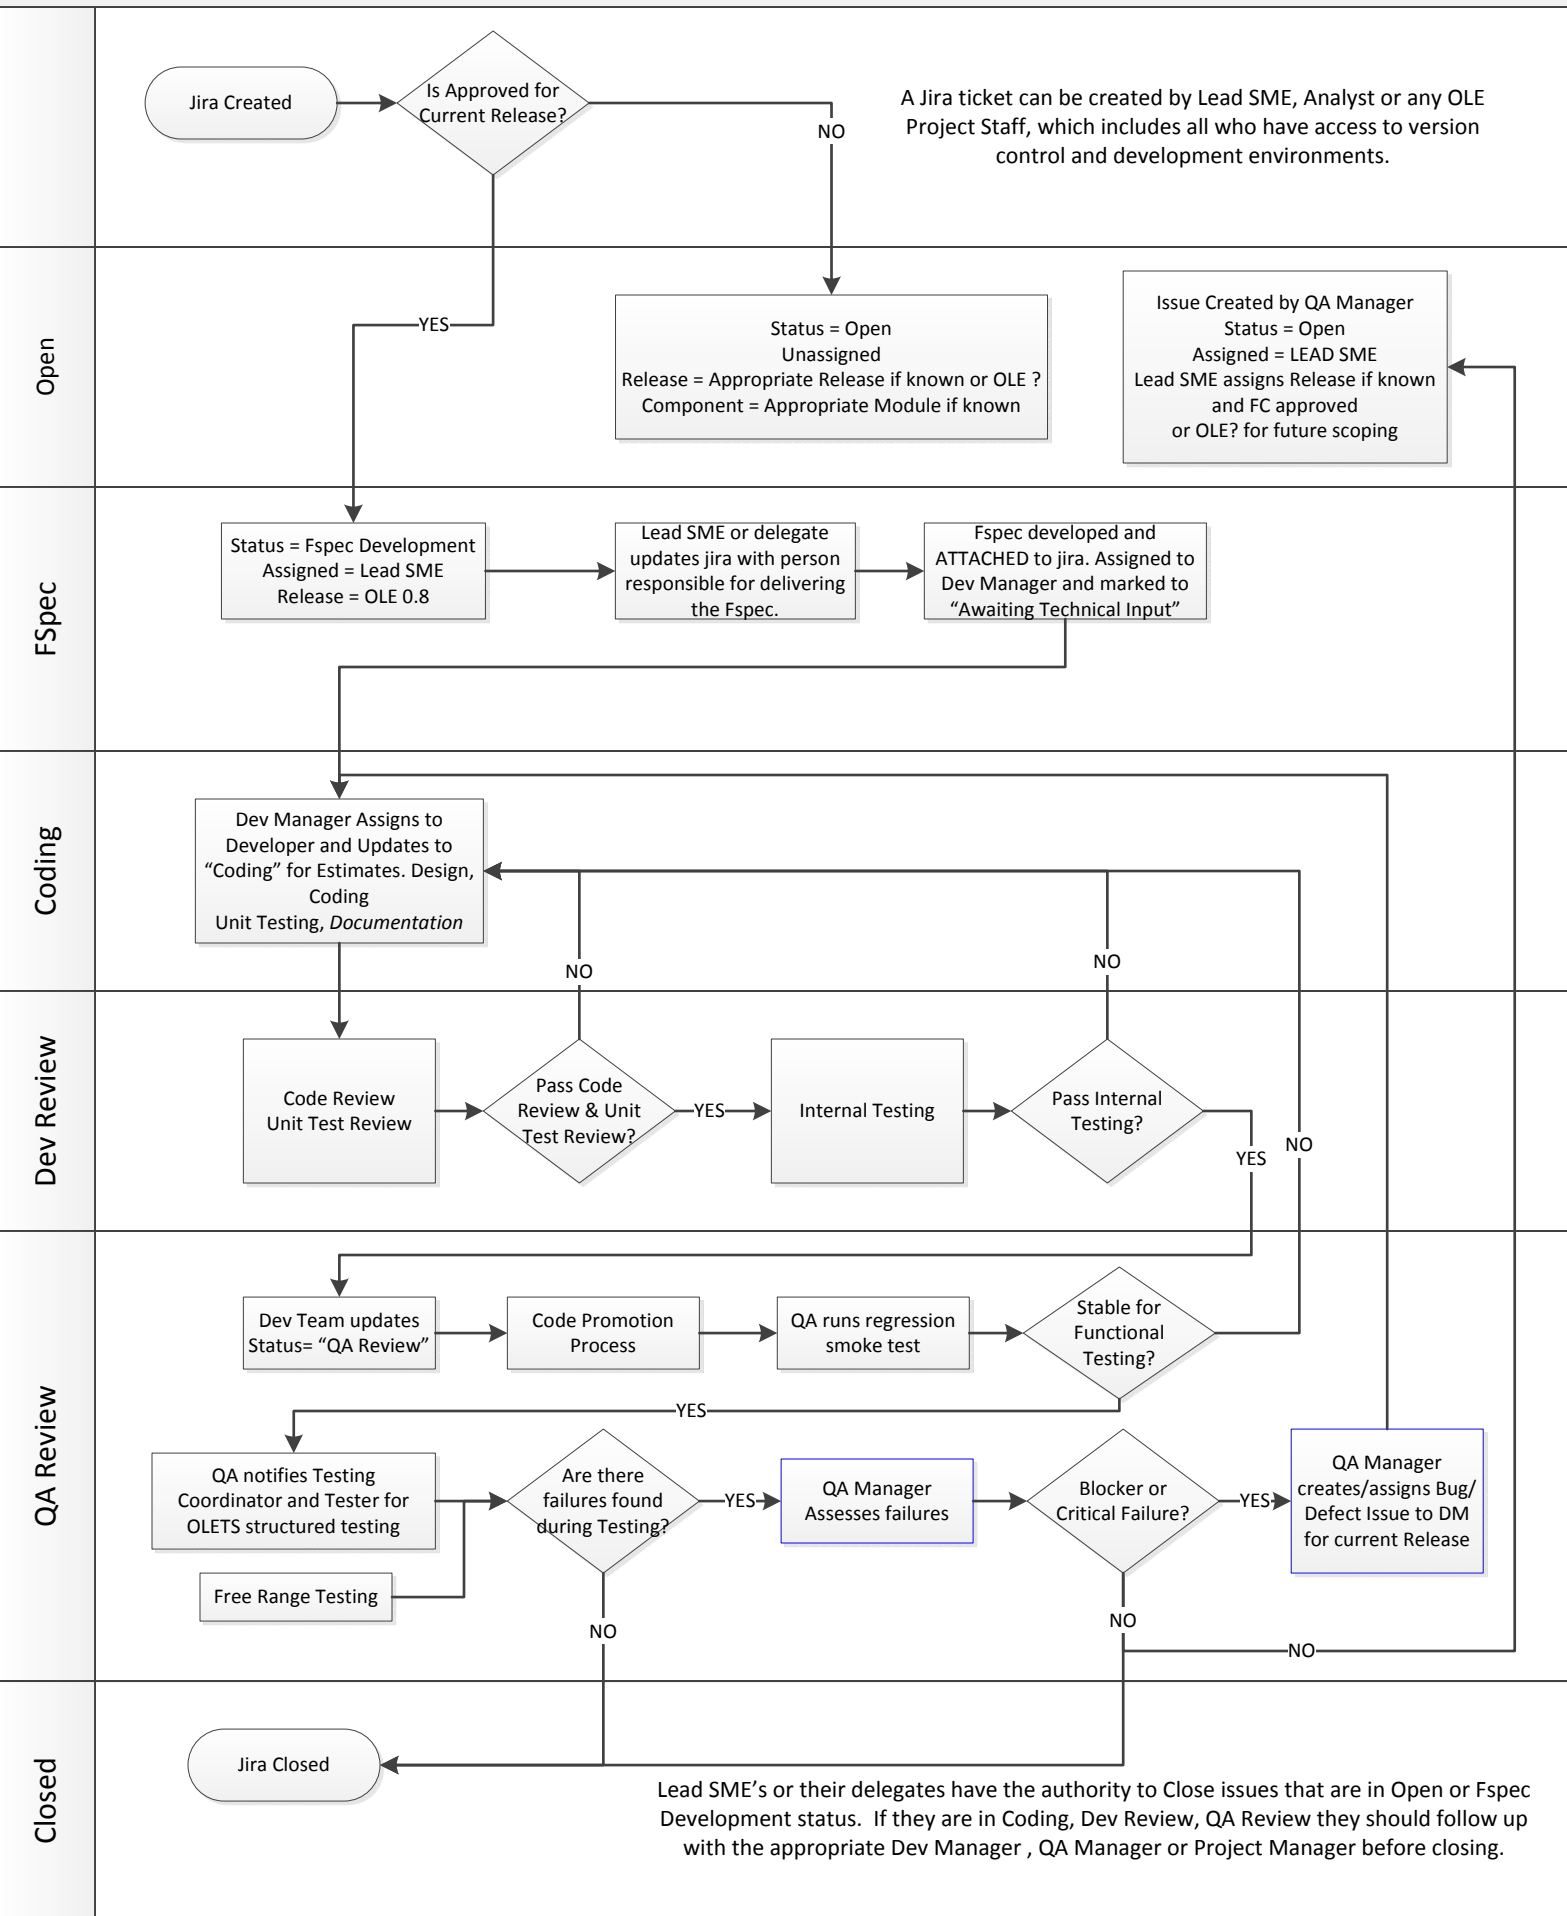 Jira Created
Is Approved for
Current Release?
NO
A Jira ticket can be created by Lead SME, Analyst or any OLE
Project Staff, which includes all who have access to version
control and development environments.
Open
YES
Status = Open
Unassigned
Release = Appropriate Release if known or OLE ?
Component = Appropriate Module if known
Issue Created by QA Manager
Status = Open
Assigned = LEAD SME
Lead SME assigns Release if known
and FC approved
or OLE? for future scoping
FSpec
Status = Fspec Development
Assigned = Lead SME
Release = OLE 0.8
Lead SME or delegate
updates jira with person
responsible for delivering
the Fspec.
Fspec developed and
ATTACHED to jira. Assigned to
Dev Manager and marked to
“Awaiting Technical Input”
Coding
Dev Manager Assigns to
Developer and Updates to
“Coding” for Estimates. Design,
Coding
Unit Testing, Documentation
NO
NO
Dev Review
Code Review
Unit Test Review
Pass Code
Review & Unit
Test Review?
YES
Internal Testing
Pass Internal
Testing?
YES
NO
QA Review
Dev Team updates
Status= “QA Review”
Code Promotion
Process
QA runs regression
smoke test
Stable for
Functional
Testing?
YES
QA notifies Testing
Coordinator and Tester for
OLETS structured testing
Free Range Testing
Are there
failures found
during Testing?
YES
QA Manager
Assesses failures
Blocker or
Critical Failure?
YES
QA Manager
creates/assigns Bug/
Defect Issue to DM
for current Release
NO
NO
NO
Closed
Jira Closed
Lead SME’s or their delegates have the authority to Close issues that are in Open or Fspec
Development status.  If they are in Coding, Dev Review, QA Review they should follow up
with the appropriate Dev Manager , QA Manager or Project Manager before closing.